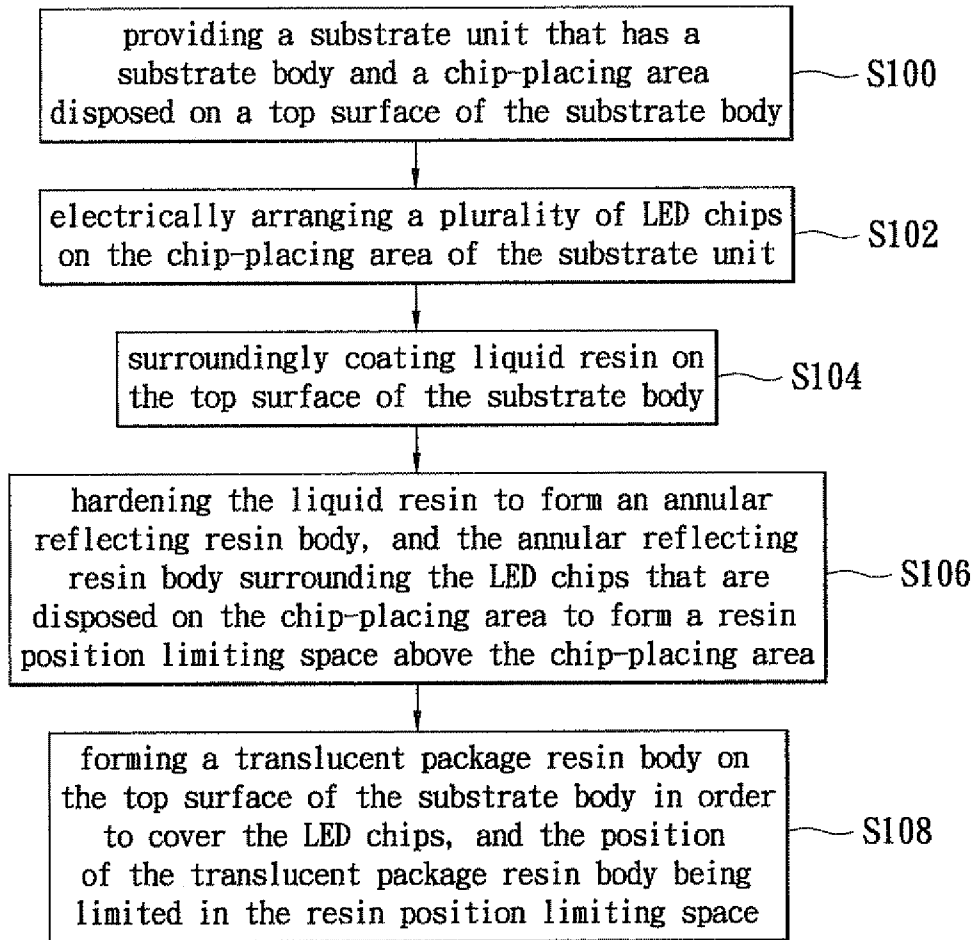 providing a substrate unit that has a
substrate body and a chip-placing area
disposed on a top surface of the substrate body
S100
electrically arranging a plurality of LED chips
on the chip-placing area of the substrate unit
S102
surroundingly coating liquid resin on
the top surface of the substrate body
S104
hardening the liquid resin to form an annular
reflecting resin body, and the annular reflecting
resin body surrounding the LED chips that are
disposed on the chip-placing area to form a resin
position limiting space above the chip-placing area
S106
forming a translucent package resin body on
the top surface of the substrate body in order
to cover the LED chips, and the position
of the translucent package resin body being
limited in the resin position limiting space
S108